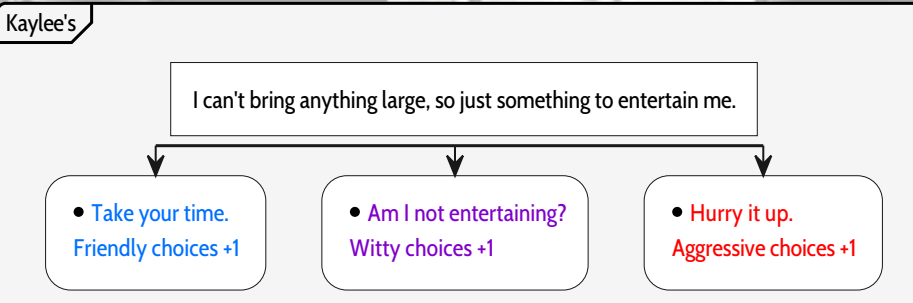 Kaylee's
I can't bring anything large, so just something to entertain me.
• Take your time.
Friendly choices +1
• Am I not entertaining?
Witty choices +1
• Hurry it up.
Aggressive choices +1